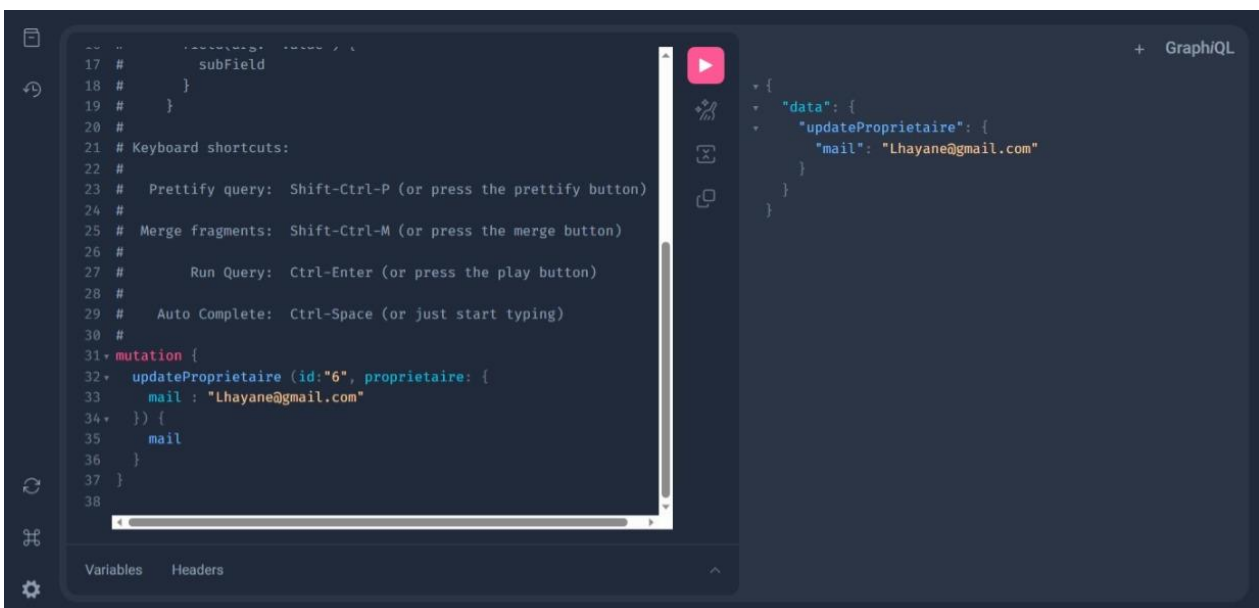 17 #         subField
18 #       }
19 #     }
20 #
21 # Keyboard shortcuts:
22 #
23 #   Prettify query:  Shift-Ctrl-P (or press the prettify button)
24 #
25 #  Merge fragments:  Shift-Ctrl-M (or press the merge button)
26 #
27 #        Run Query:  Ctrl-Enter (or press the play button)
28 #
29 #    Auto Complete:  Ctrl-Space (or just start typing)
30 #
31 mutation {
32   updateProprietaire (id:"6", proprietaire: {
33     mail : "Lhayane@gmail.com"
34   }) {
35     mail
36   }
37 }
38
Variables Headers
+ GraphiQL
{
  "data": {
    "updateProprietaire": {
      "mail": "Lhayane@gmail.com"
    }
  }
}